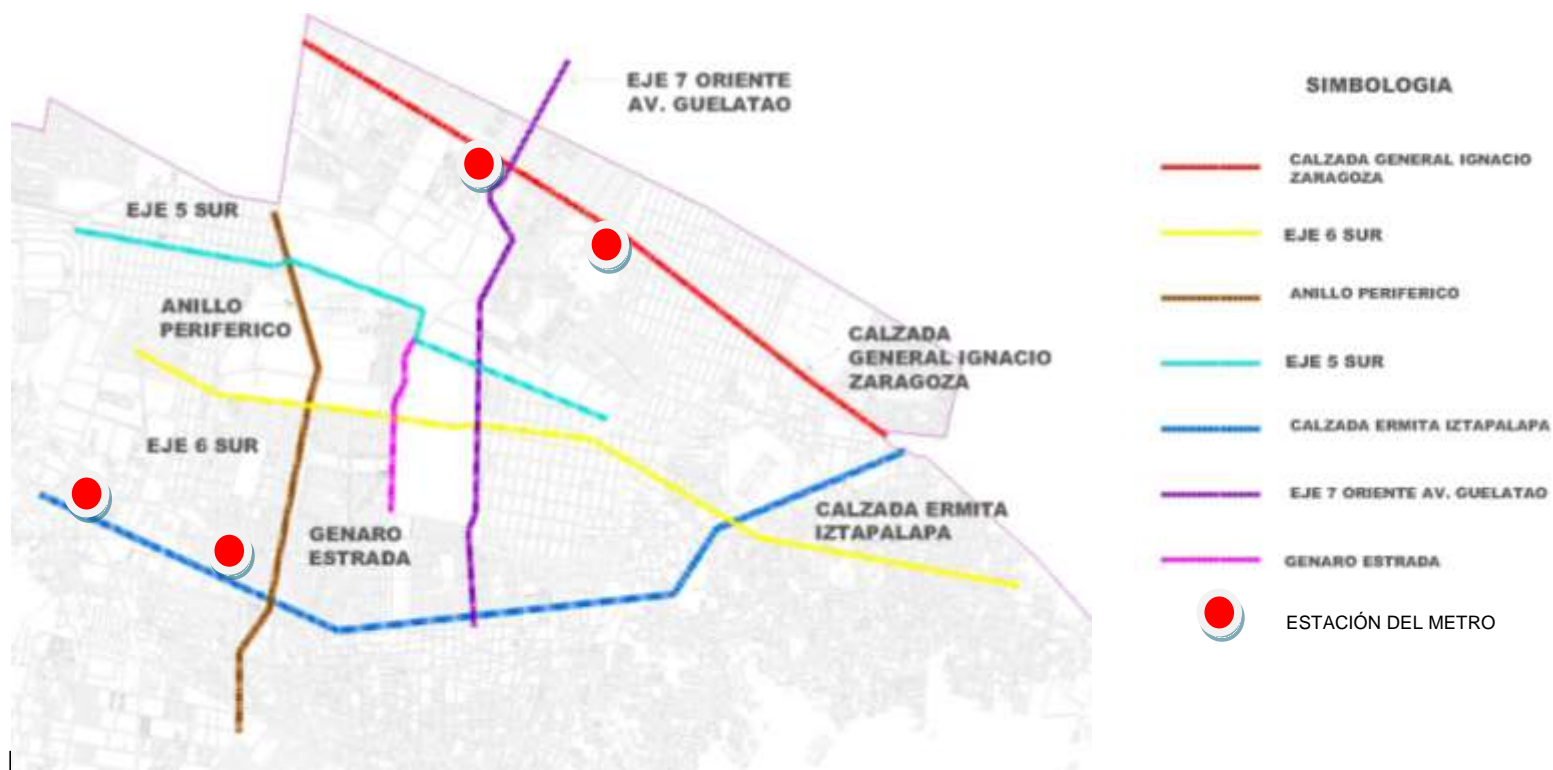 EJE 7 ORIENTE
AV. GUELATAO
EJE 5 SUR
ANILLO
PERIFERICO
CALZADA
GENERAL IGNACIO
ZARAGOZA
EJE 6 SUR
CALZADA ERMITA
IZTAPALAPA
GENARO
ESTRADA
SIMBOLOGIA
CALZADA GENERAL IGNACIO
ZARAGOZA
EJE 6 SUR
ANILLO PERIFERICO
EJE 5 SUR
CALZADA ERMITA IZTAPALAPA
EJE 7 ORIENTE AV. GUELATAO
GENARO ESTRADA
ESTACIÓN DEL METRO